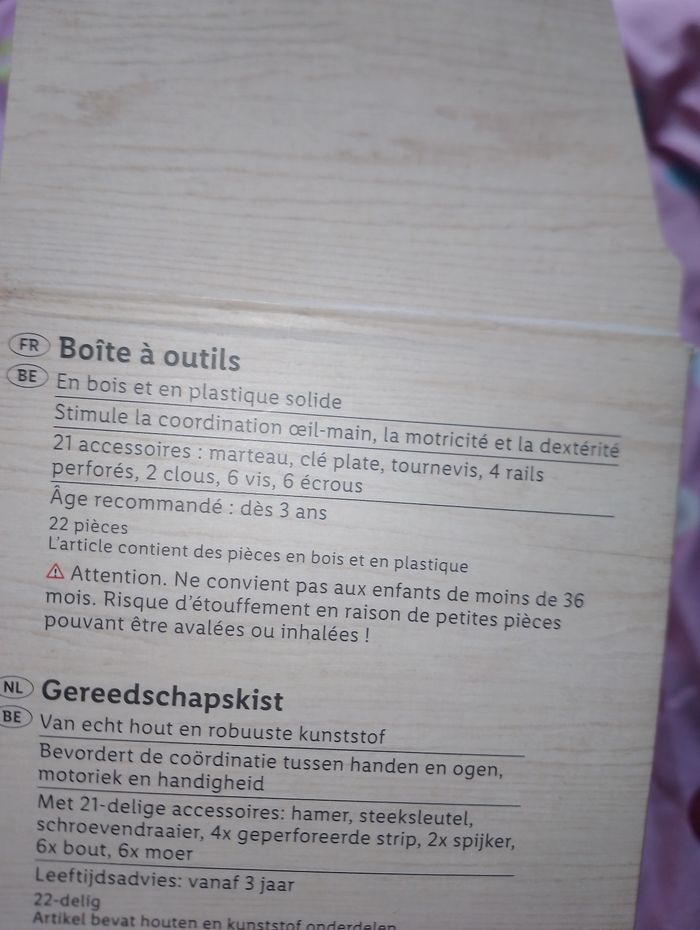 FR Boîte à outils
BE En bois et en plastique solide
Stimule la coordination œil-main, la motricité et la dextérité
21 accessoires : marteau, clé plate, tournevis, 4 rails
perforés, 2 clous, 6 vis, 6 écrous
Âge recommandé : dès 3 ans
22 pièces
L'article contient des pièces en bois et en plastique
⚠ Attention. Ne convient pas aux enfants de moins de 36
mois. Risque d'étouffement en raison de petites pièces
pouvant être avalées ou inhalées !
NL Gereedschapskist
BE Van echt hout en robuuste kunststof
Bevordert de coördinatie tussen handen en ogen,
motoriek en handigheid
Met 21-delige accessoires: hamer, steeksleutel,
schroevendraaier, 4x geperforeerde strip, 2x spijker,
6x bout, 6x moer
Leeftijdsadvies: vanaf 3 jaar
22-delig
Artikel bevat houten en kunststof onderdelen